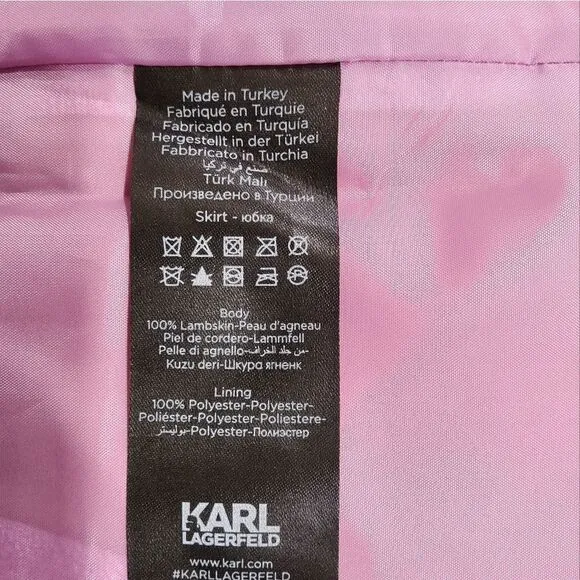 Made in Turkey
Fabriqué en Turquie
Fabricado en Turquía
Hergestellt in der Türkei
Fabbricato in Turchia
صنع في تركيا
Türk Malı
Произведено в Турции
Skirt - юбка
Body
100% Lambskin-Peau d'agneau
Piel de cordero-Lammfell
Pelle di agnello-من جلد الخراف-
Kuzu deri-Шкура ягненк
Lining
100% Polyester-Polyester-
Poliéster-Polyester-Poliestere-
بوليستر-Polyester-Полиэстер
KARL
LAGERFELD
www.karl.com
#KARLLAGERFELD